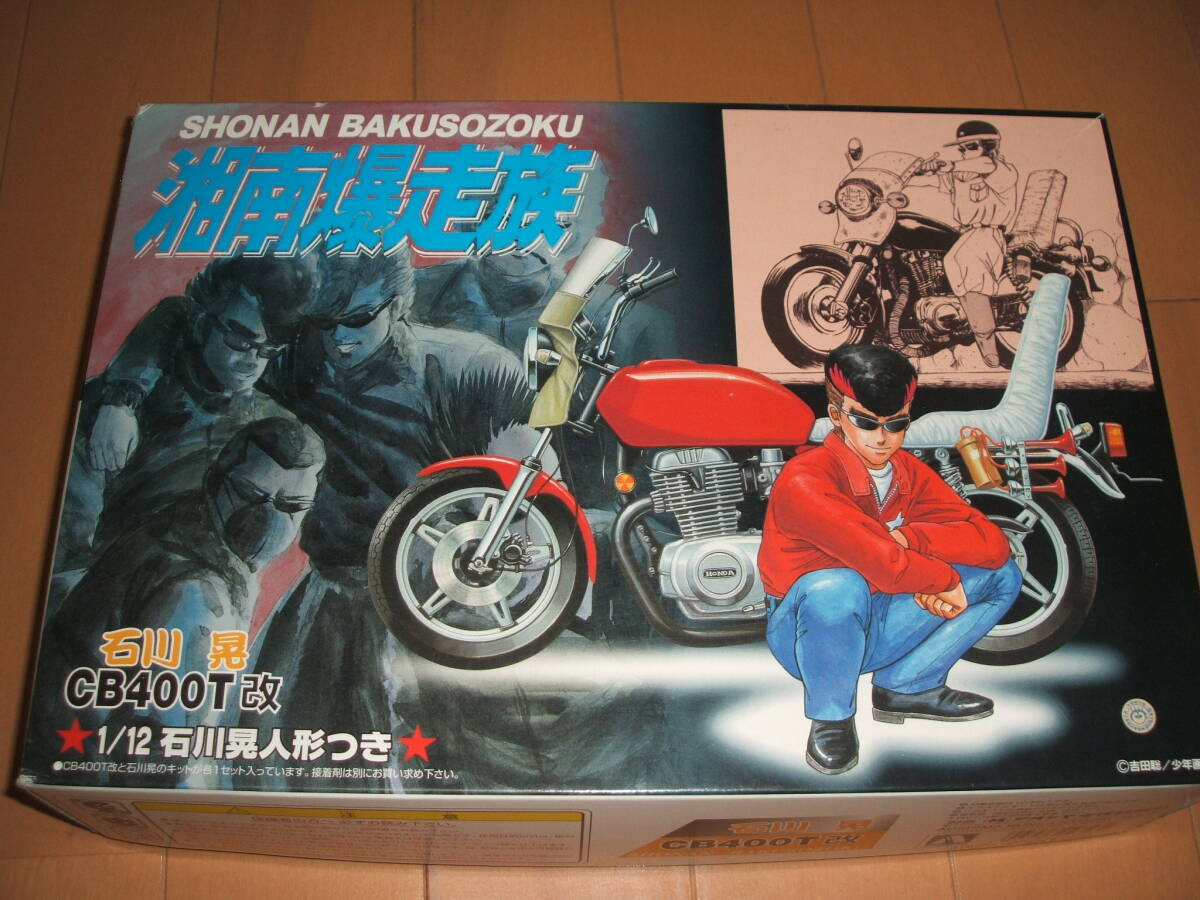 SHONAN BAKUSOZOKU
湘南爆走族
HONDA
石川 晃
CB400T改
★1/12 石川晃人形つき★
●CB400T改と石川晃のキットが各1セット入っています。接着剤は別にお買い求め下さい。
©吉田聡/少年画
注意
石川 晃
CB400T改